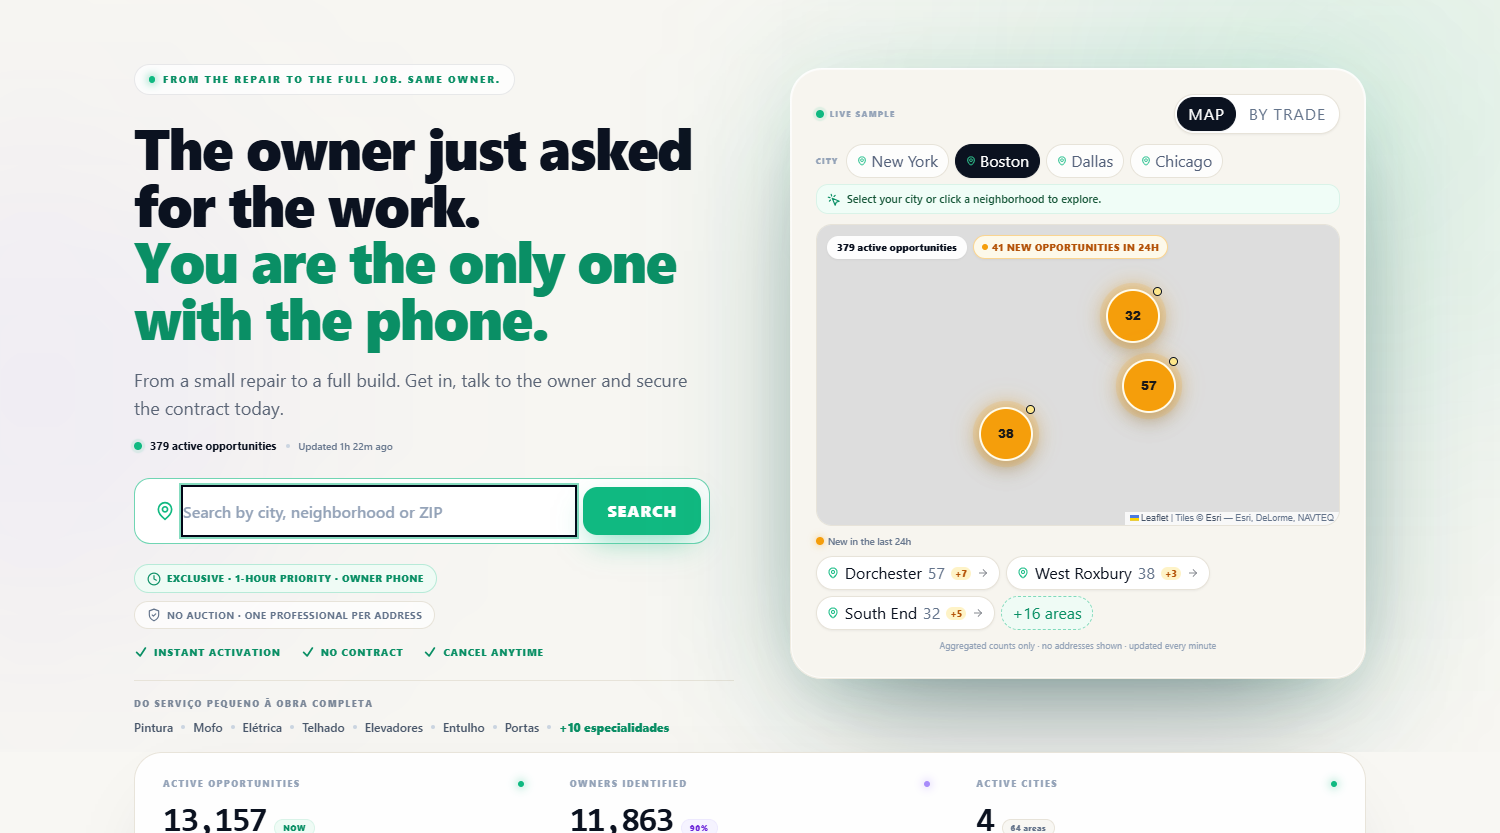 FROM THE REPAIR TO THE FULL JOB. SAME OWNER.
The owner just asked
for the work.
You are the only one
with the phone.
From a small repair to a full build. Get in, talk to the owner and secure
the contract today.
379 active opportunities • Updated 1h 22m ago
Search by city, neighborhood or ZIP
SEARCH
EXCLUSIVE · 1-HOUR PRIORITY · OWNER PHONE
NO AUCTION · ONE PROFESSIONAL PER ADDRESS
INSTANT ACTIVATION NO CONTRACT CANCEL ANYTIME
DO SERVIÇO PEQUENO À OBRA COMPLETA
Pintura • Mofo • Elétrica • Telhado • Elevadores • Entulho • Portas • +10 especialidades
LIVE SAMPLE
MAP BY TRADE
CITY New York Boston Dallas Chicago
Select your city or click a neighborhood to explore.
379 active opportunities 41 NEW OPPORTUNITIES IN 24H
32
57
38
Leaflet | Tiles © Esri — Esri, DeLorme, NAVTEQ
New in the last 24h
Dorchester 57 +7 → West Roxbury 38 +3 →
South End 32 +5 → +16 areas
Aggregated counts only · no addresses shown · updated every minute
ACTIVE OPPORTUNITIES
13,157 NOW
OWNERS IDENTIFIED
11,863 90%
ACTIVE CITIES
4 64 areas